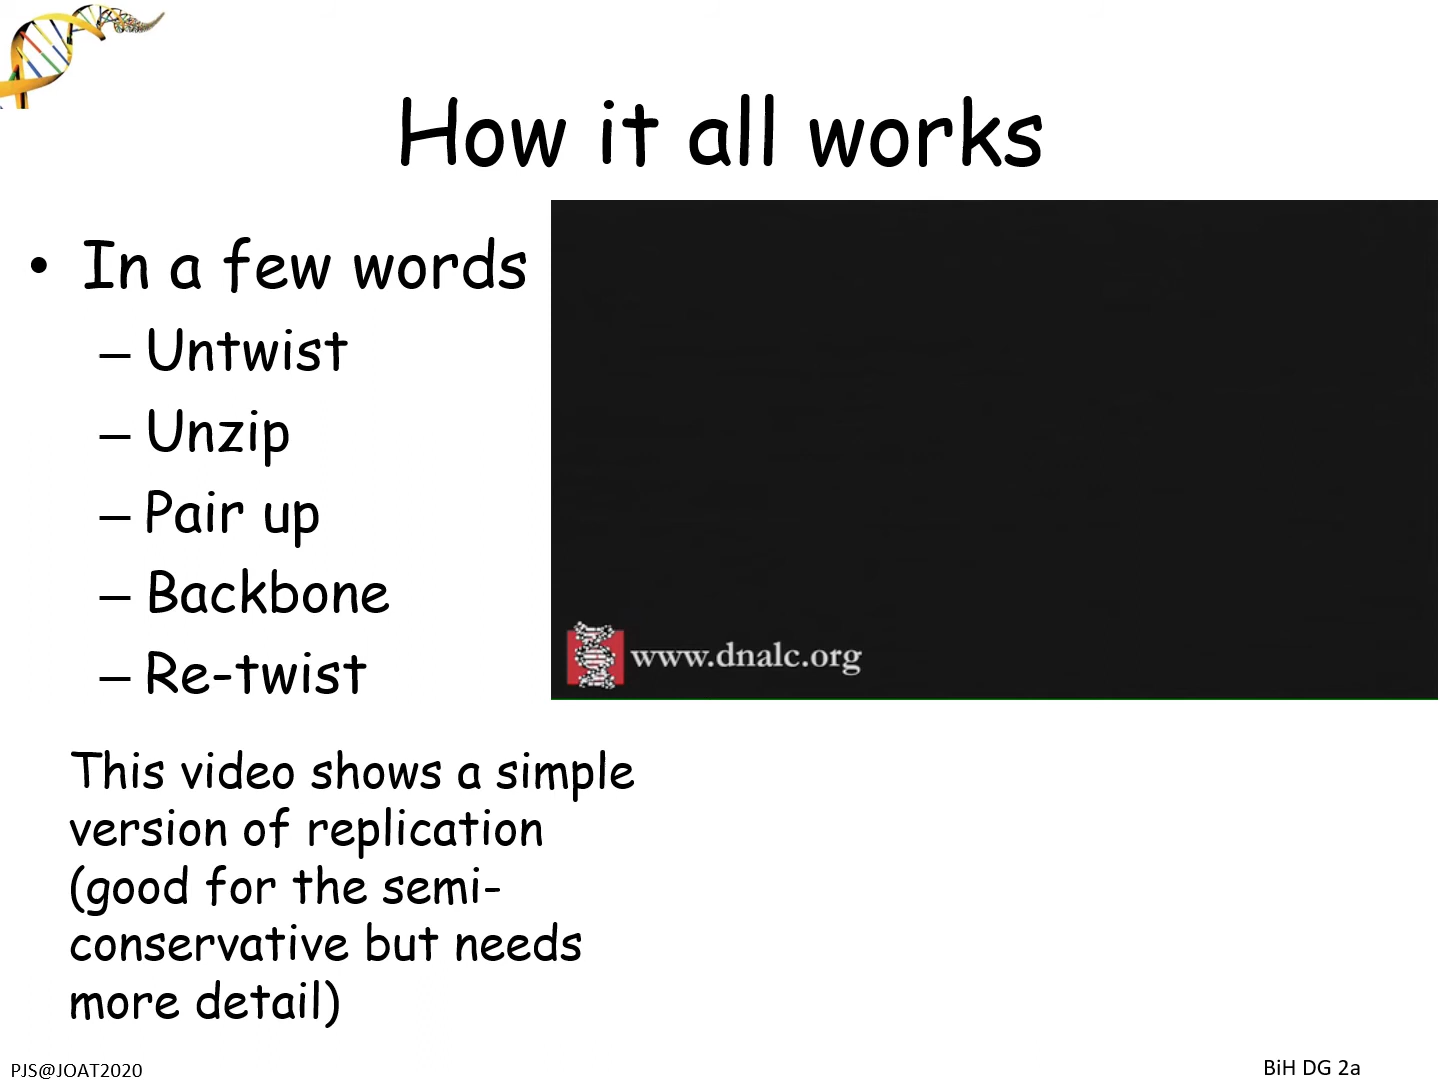 How it all works
• In a few words
– Untwist
– Unzip
– Pair up
– Backbone
– Re-twist
www.dnalc.org
This video shows a simple
version of replication
(good for the semi-
conservative but needs
more detail)
PJS@JOAT2020
BiH DG 2a